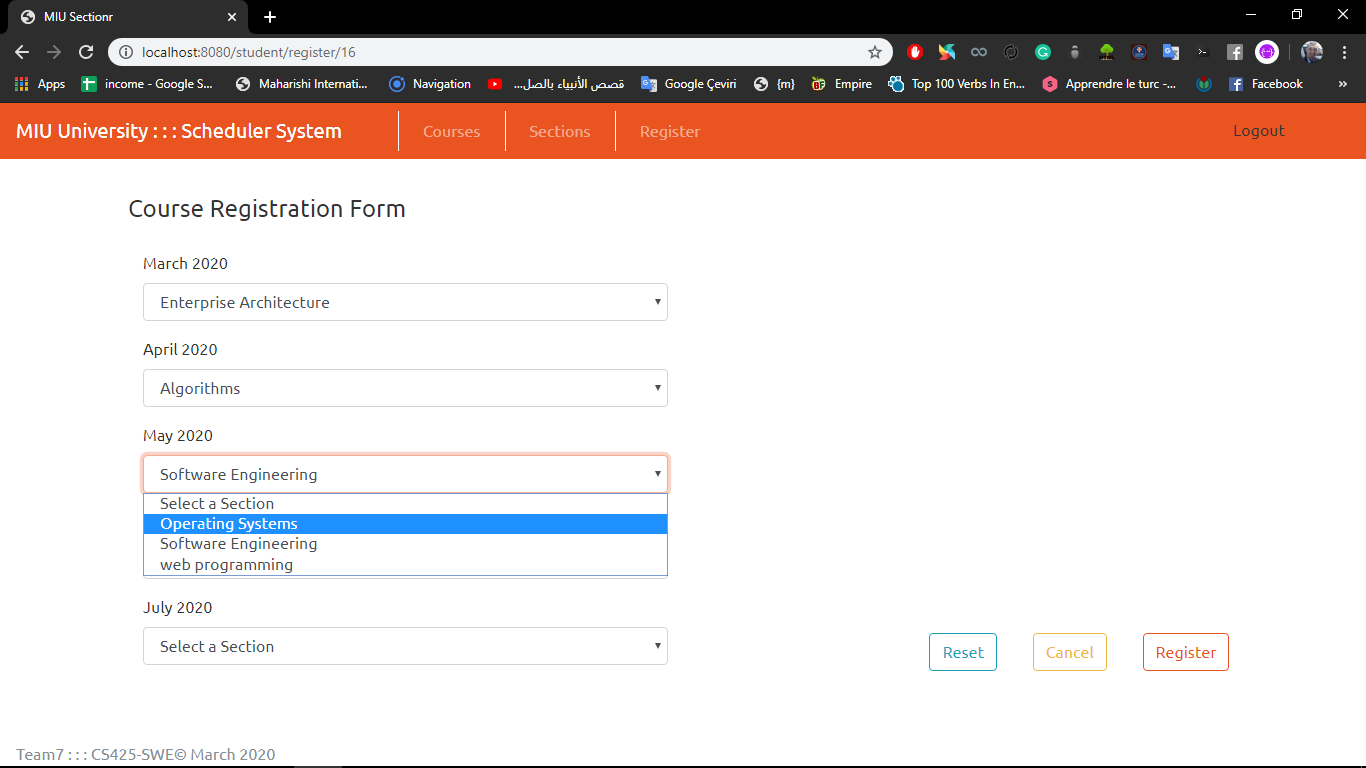 MIU Sectionr
localhost:8080/student/register/16
Apps income - Google S... Maharishi Internati... Navigation قصص الأنبياء بالصل... Google Çeviri {m} Empire Top 100 Verbs In En... Apprendre le turc -... Facebook »
MIU University : : : Scheduler System Courses Sections Register Logout
Course Registration Form
March 2020
Enterprise Architecture
April 2020
Algorithms
May 2020
Software Engineering
Select a Section
Operating Systems
Software Engineering
web programming
July 2020
Select a Section
Reset Cancel Register
Team7 : : : CS425-SWE© March 2020